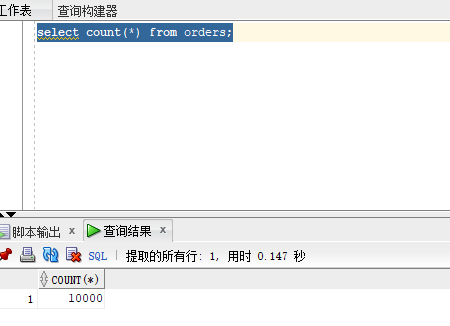 工作表 查询构建器
select count(*) from orders;
脚本输出 x 查询结果 x
SQL | 提取的所有行: 1, 用时 0.147 秒
COUNT(*)
1 10000